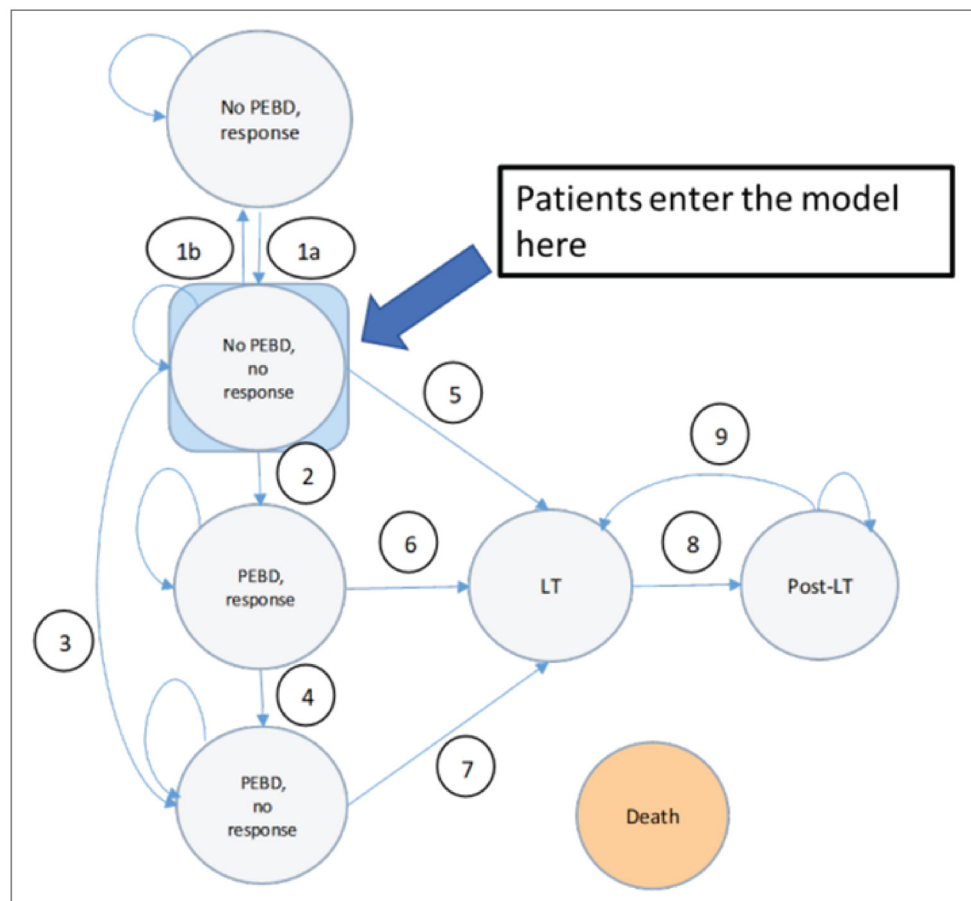 No PEBD,
response
Patients enter the model
here
1b
1a
No PEBD,
no
response
5
9
2
6
8
PEBD,
response
LT
Post-LT
3
4
7
PEBD,
no
response
Death